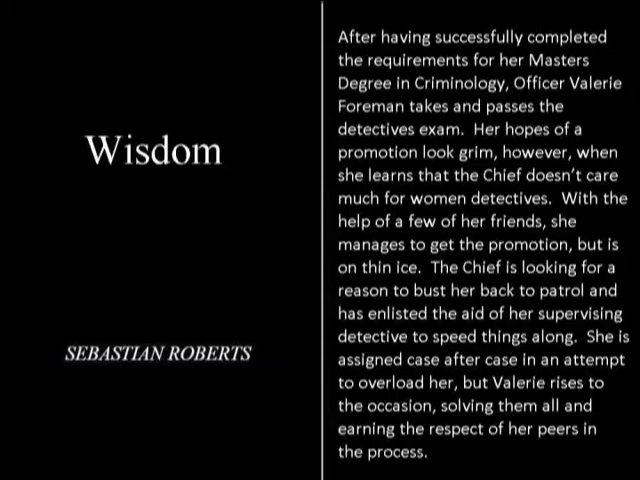 Wisdom
SEBASTIAN ROBERTS
After having successfully completed
the requirements for her Masters
Degree in Criminology, Officer Valerie
Foreman takes and passes the
detectives exam.  Her hopes of a
promotion look grim, however, when
she learns that the Chief doesn’t care
much for women detectives.  With the
help of a few of her friends, she
manages to get the promotion, but is
on thin ice.  The Chief is looking for a
reason to bust her back to patrol and
has enlisted the aid of her supervising
detective to speed things along.  She is
assigned case after case in an attempt
to overload her, but Valerie rises to
the occasion, solving them all and
earning the respect of her peers in
the process.